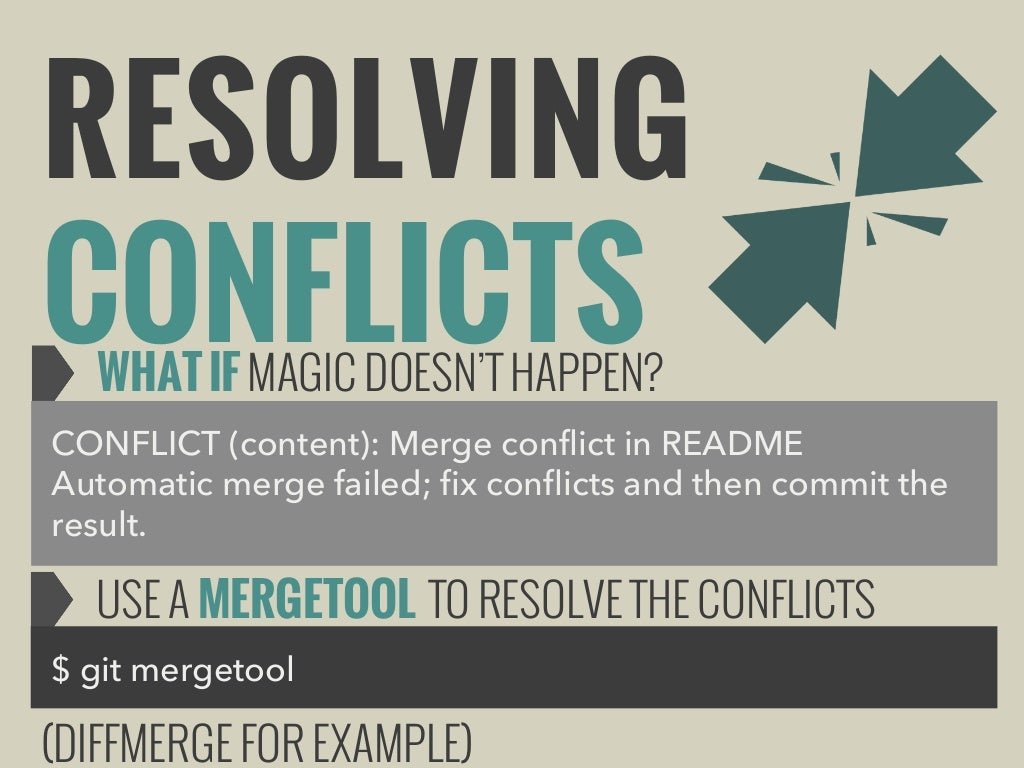 RESOLVING
CONFLICTS
WHAT IF MAGIC DOESN'T HAPPEN?
CONFLICT (content): Merge conflict in README
Automatic merge failed; fix conflicts and then commit the
result.
USE A MERGETOOL TO RESOLVE THE CONFLICTS
$ git mergetool
(DIFFMERGE FOR EXAMPLE)